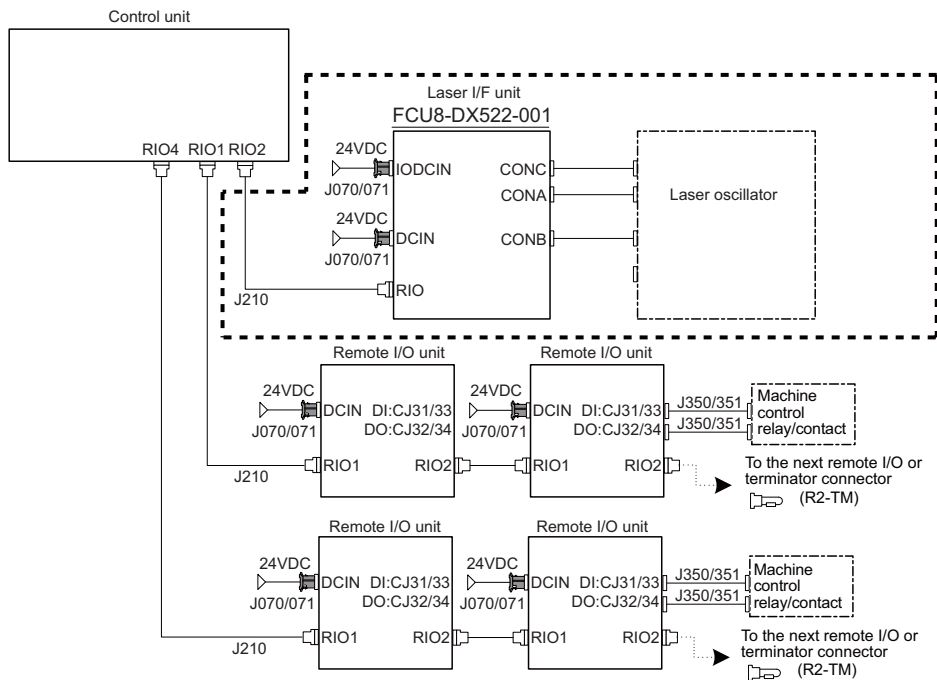 Control unit
RIO4 RIO1 RIO2
Laser I/F unit
FCU8-DX522-001
24VDC
IODCIN
J070/071
24VDC
DCIN
J070/071
RIO
J210
CONC
CONA
CONB
Laser oscillator
Remote I/O unit
24VDC
DCIN DI:CJ31/33
DO:CJ32/34
J070/071
RIO1 RIO2
J210
Remote I/O unit
24VDC
DCIN DI:CJ31/33
DO:CJ32/34
J070/071
RIO1 RIO2
J350/351
J350/351
Machine
control
relay/contact
To the next remote I/O or
terminator connector
(R2-TM)
Remote I/O unit
24VDC
DCIN DI:CJ31/33
DO:CJ32/34
J070/071
RIO1 RIO2
J210
Remote I/O unit
24VDC
DCIN DI:CJ31/33
DO:CJ32/34
J070/071
RIO1 RIO2
J350/351
J350/351
Machine
control
relay/contact
To the next remote I/O or
terminator connector
(R2-TM)